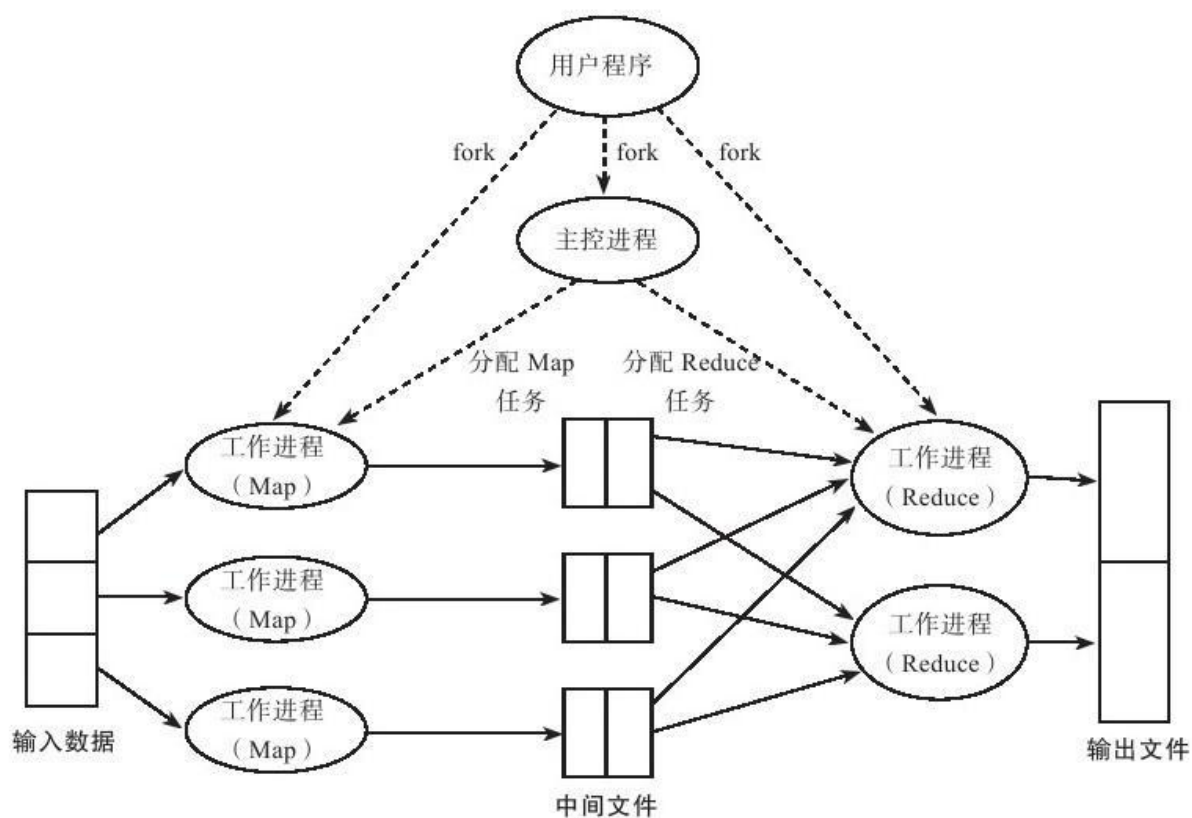 用户程序
fork
fork
fork
主控进程
分配 Map
任务
分配 Reduce
任务
工作进程
（Map）
工作进程
（Reduce）
工作进程
（Map）
工作进程
（Reduce）
工作进程
（Map）
输入数据
中间文件
输出文件